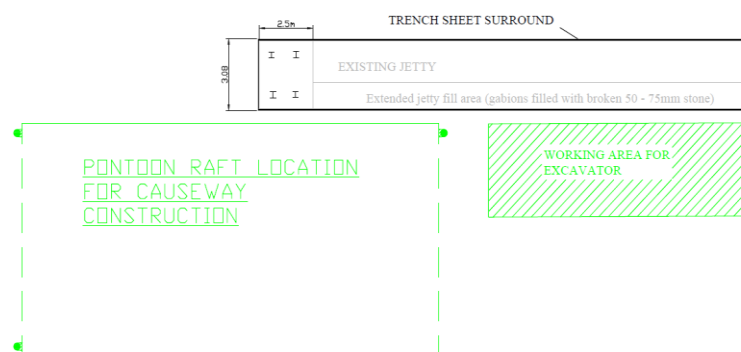 TRENCH SHEET SURROUND
2.5m
3.08
EXISTING JETTY
Extended jetty fill area (gabions filled with broken 50 - 75mm stone)
PONTOON RAFT LOCATION
FOR CAUSEWAY
CONSTRUCTION
WORKING AREA FOR
EXCAVATOR